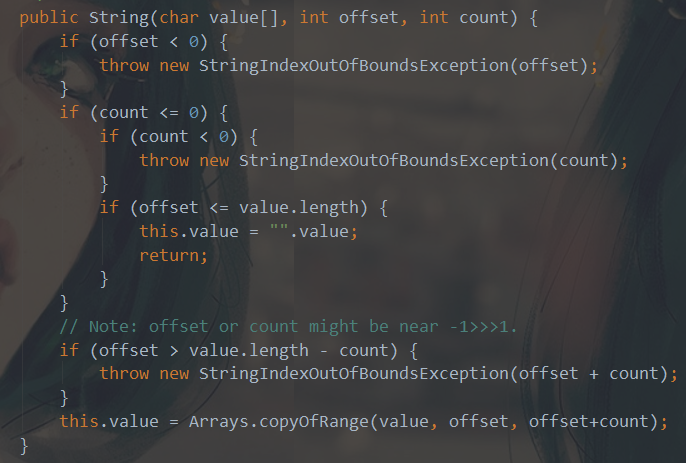 public String(char value[], int offset, int count) {
    if (offset < 0) {
        throw new StringIndexOutOfBoundsException(offset);
    }
    if (count <= 0) {
        if (count < 0) {
            throw new StringIndexOutOfBoundsException(count);
        }
        if (offset <= value.length) {
            this.value = "".value;
            return;
        }
    }
    // Note: offset or count might be near -1>>>1.
    if (offset > value.length - count) {
        throw new StringIndexOutOfBoundsException(offset + count);
    }
    this.value = Arrays.copyOfRange(value, offset, offset+count);
}